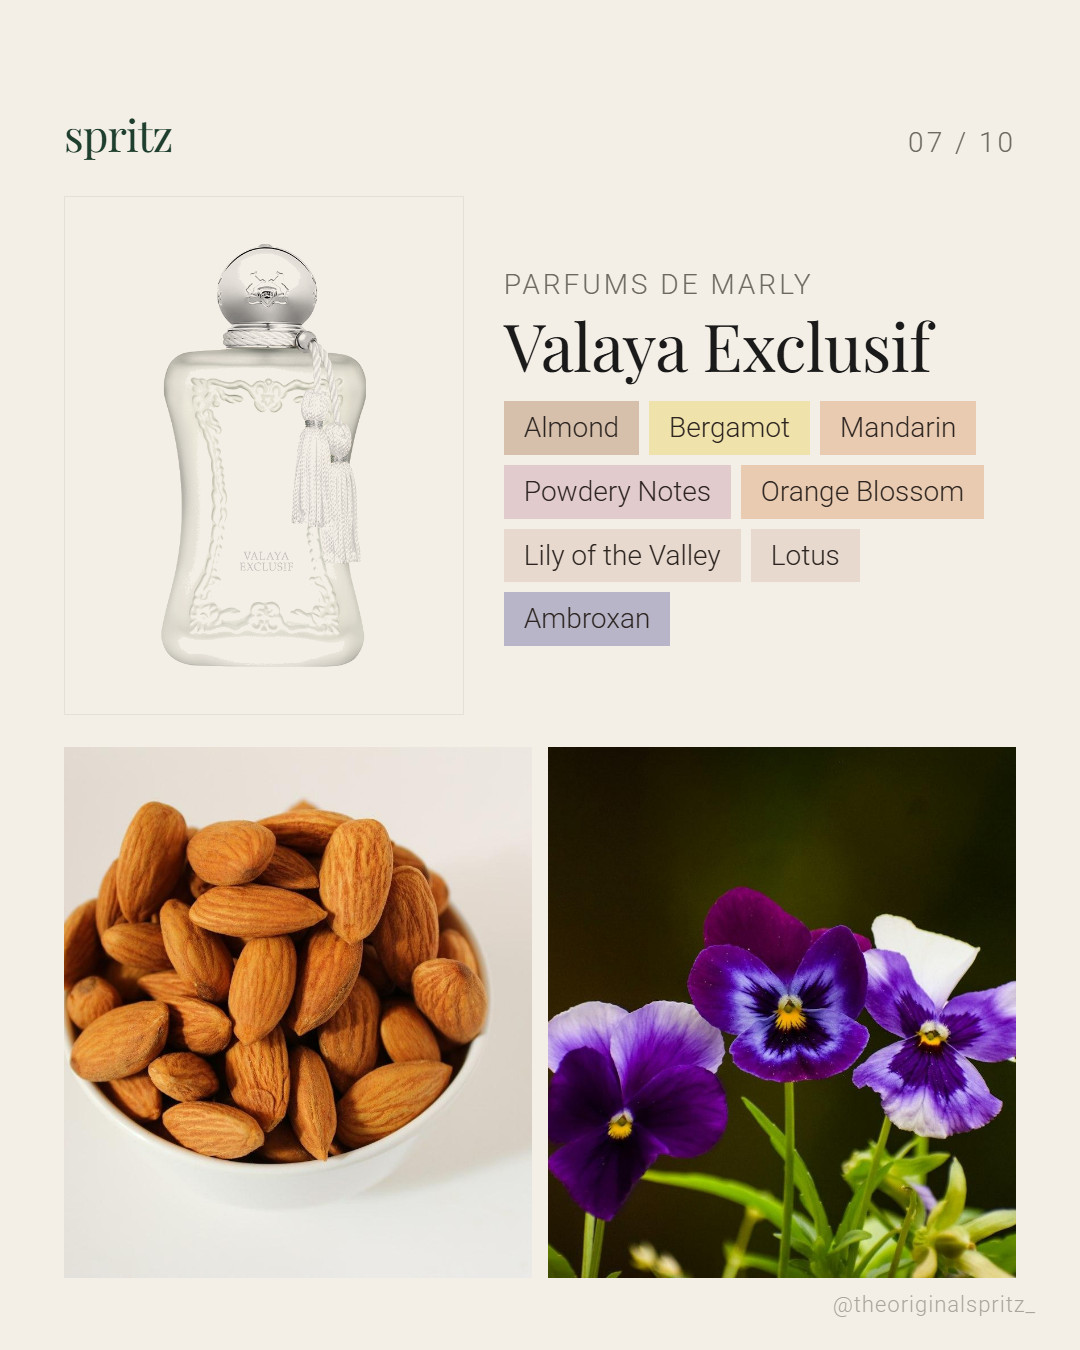 spritz
07 / 10
PARFUMS DE MARLY
Valaya Exclusif
Almond
Bergamot
Mandarin
Powdery Notes
Orange Blossom
Lily of the Valley
Lotus
Ambroxan
VALAYA
EXCLUSIF
@theoriginalspritz_